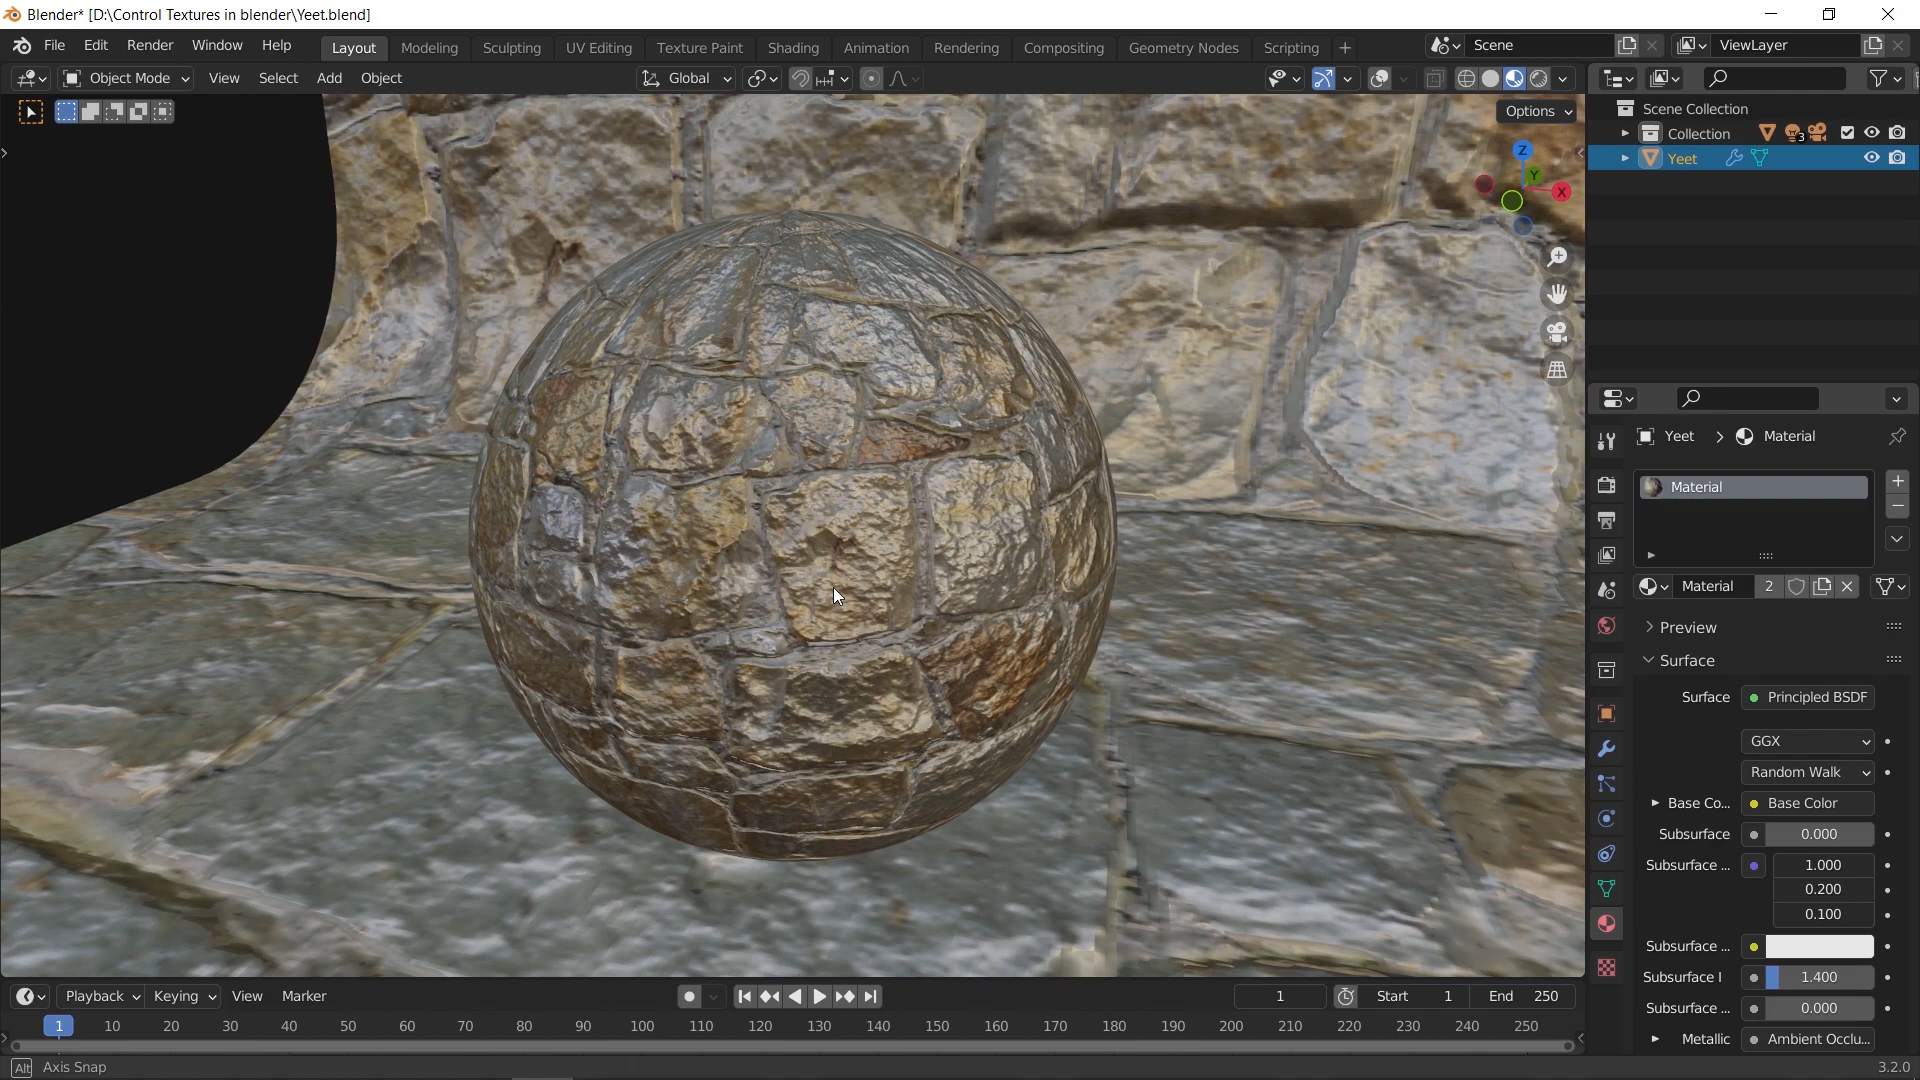 Blender* [D:\Control Textures in blender\Yeet.blend]
File Edit Render Window Help Layout Modeling Sculpting UV Editing Texture Paint Shading Animation Rendering Compositing Geometry Nodes Scripting + Scene ViewLayer
Object Mode View Select Add Object Global
Options
Scene Collection
Collection 3
Yeet
Z
Y
X
Yeet > Material
Material
Material 2
Preview
Surface
Surface Principled BSDF
GGX
Random Walk
Base Co... Base Color
Subsurface 0.000
Subsurface ... 1.000
0.200
0.100
Subsurface ...
Subsurface I 1.400
Subsurface ... 0.000
Metallic Ambient Occlu...
Playback Keying View Marker 1 Start 1 End 250
1 10 20 30 40 50 60 70 80 90 100 110 120 130 140 150 160 170 180 190 200 210 220 230 240 250
Alt Axis Snap 3.2.0